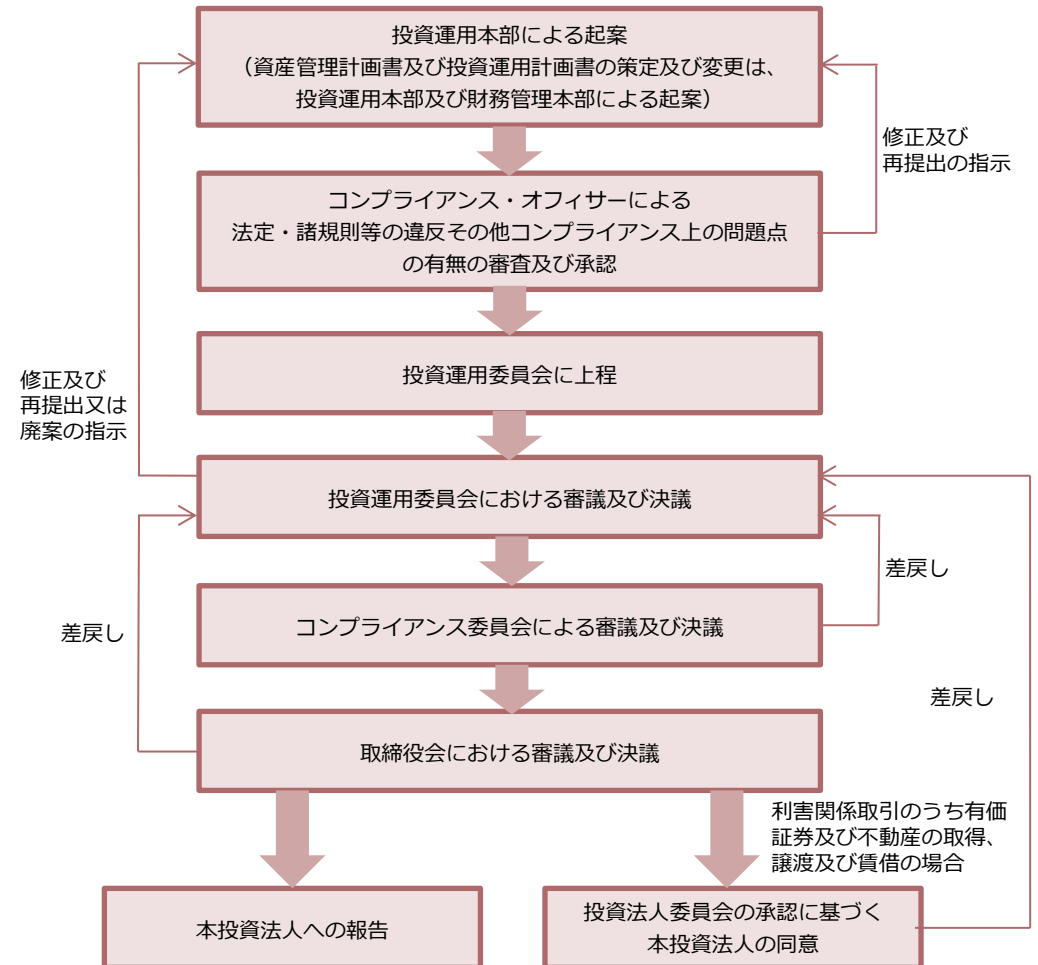 投資運用本部による起案
（資産管理計画書及び投資運用計画書の策定及び変更は、
投資運用本部及び財務管理本部による起案）
修正及び
再提出の指示
コンプライアンス・オフィサーによる
法定・諸規則等の違反その他コンプライアンス上の問題点
の有無の審査及び承認
投資運用委員会に上程
修正及び
再提出又は
廃案の指示
投資運用委員会における審議及び決議
差戻し
コンプライアンス委員会による審議及び決議
差戻し
差戻し
取締役会における審議及び決議
利害関係取引のうち有価
証券及び不動産の取得、
譲渡及び賃借の場合
本投資法人への報告
投資法人委員会の承認に基づく
本投資法人の同意